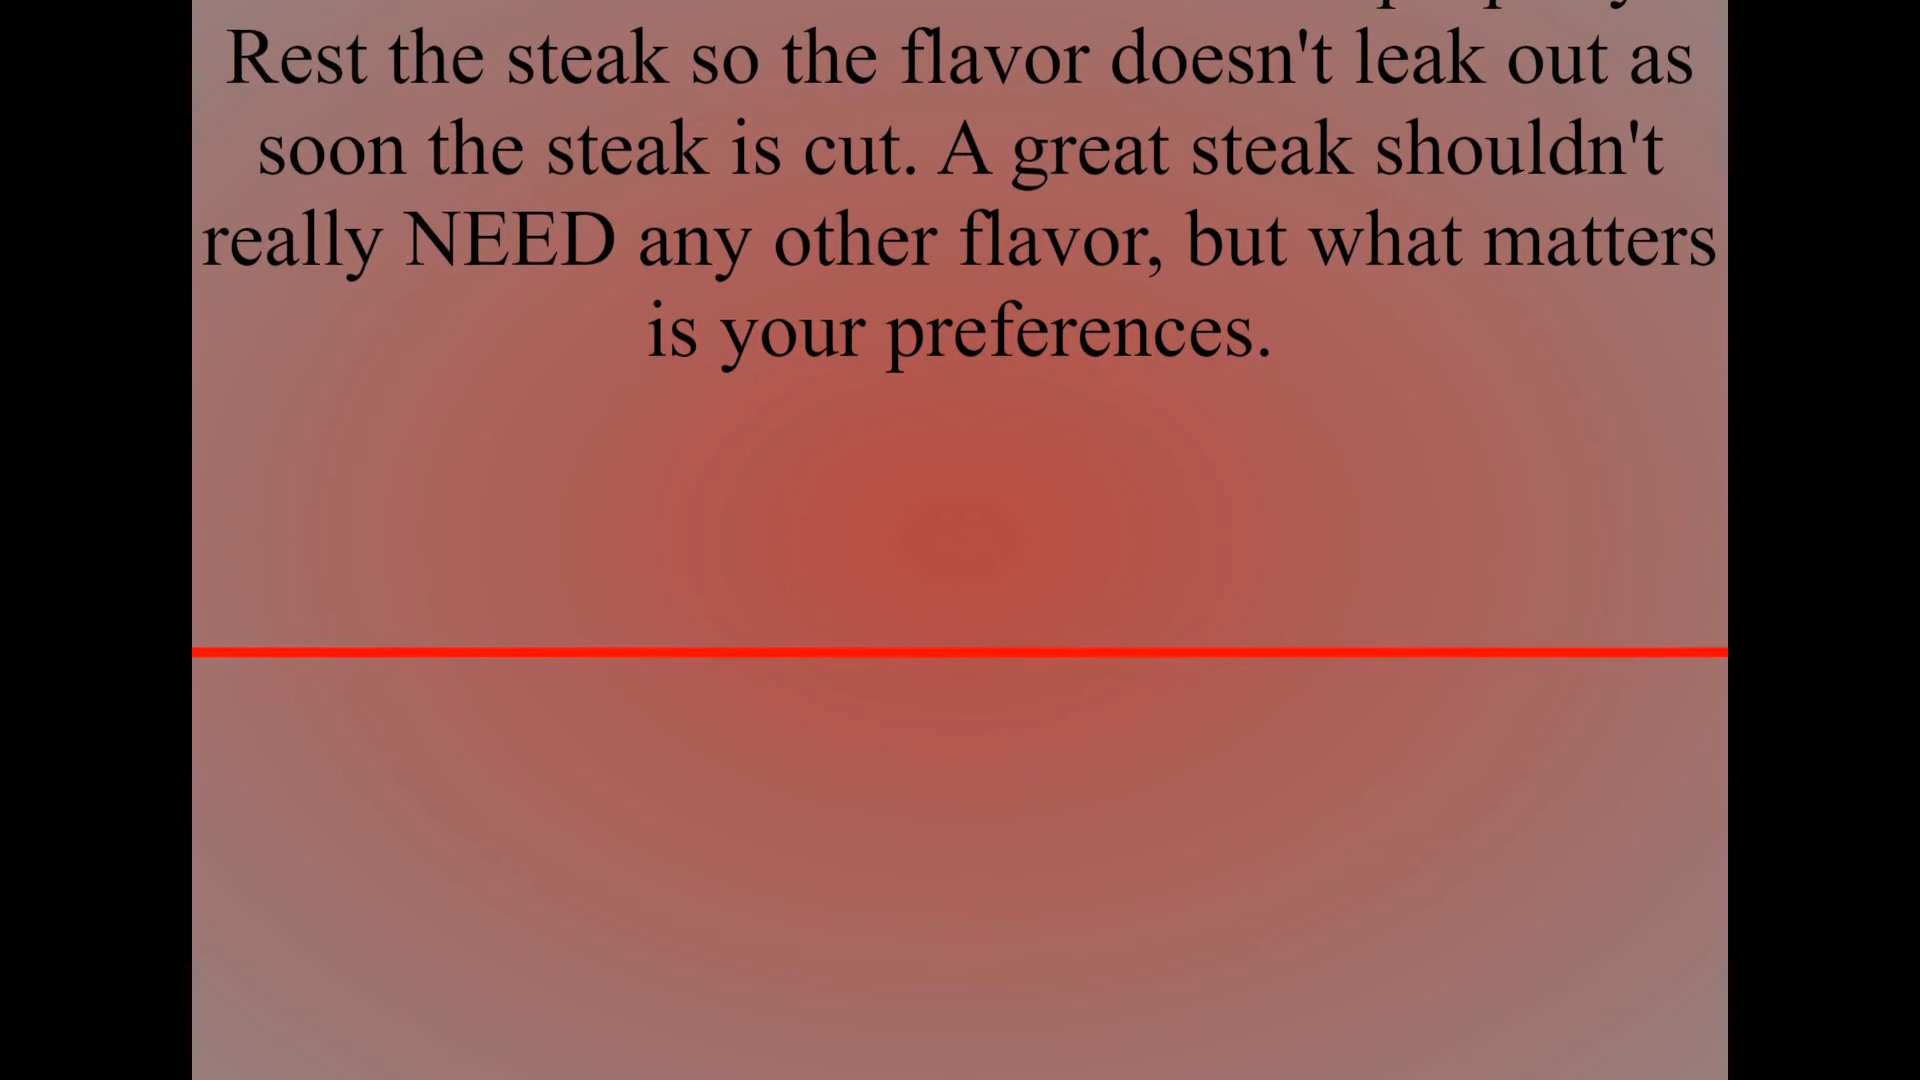 Rest the steak so the flavor doesn't leak out as
soon the steak is cut. A great steak shouldn't
really NEED any other flavor, but what matters
is your preferences.